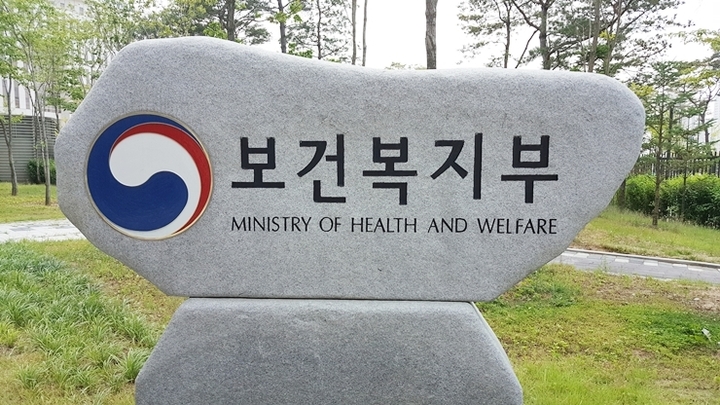 보건복지부
MINISTRY OF HEALTH AND WELFARE